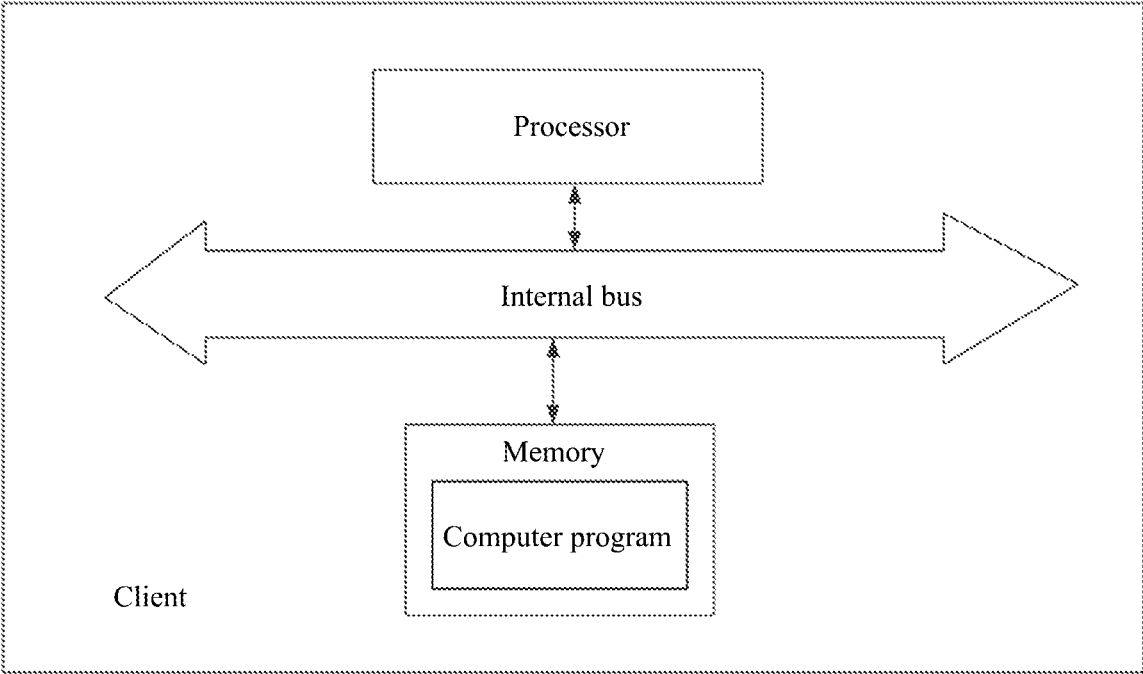 Processor
Internal bus
Memory
Computer program
Client